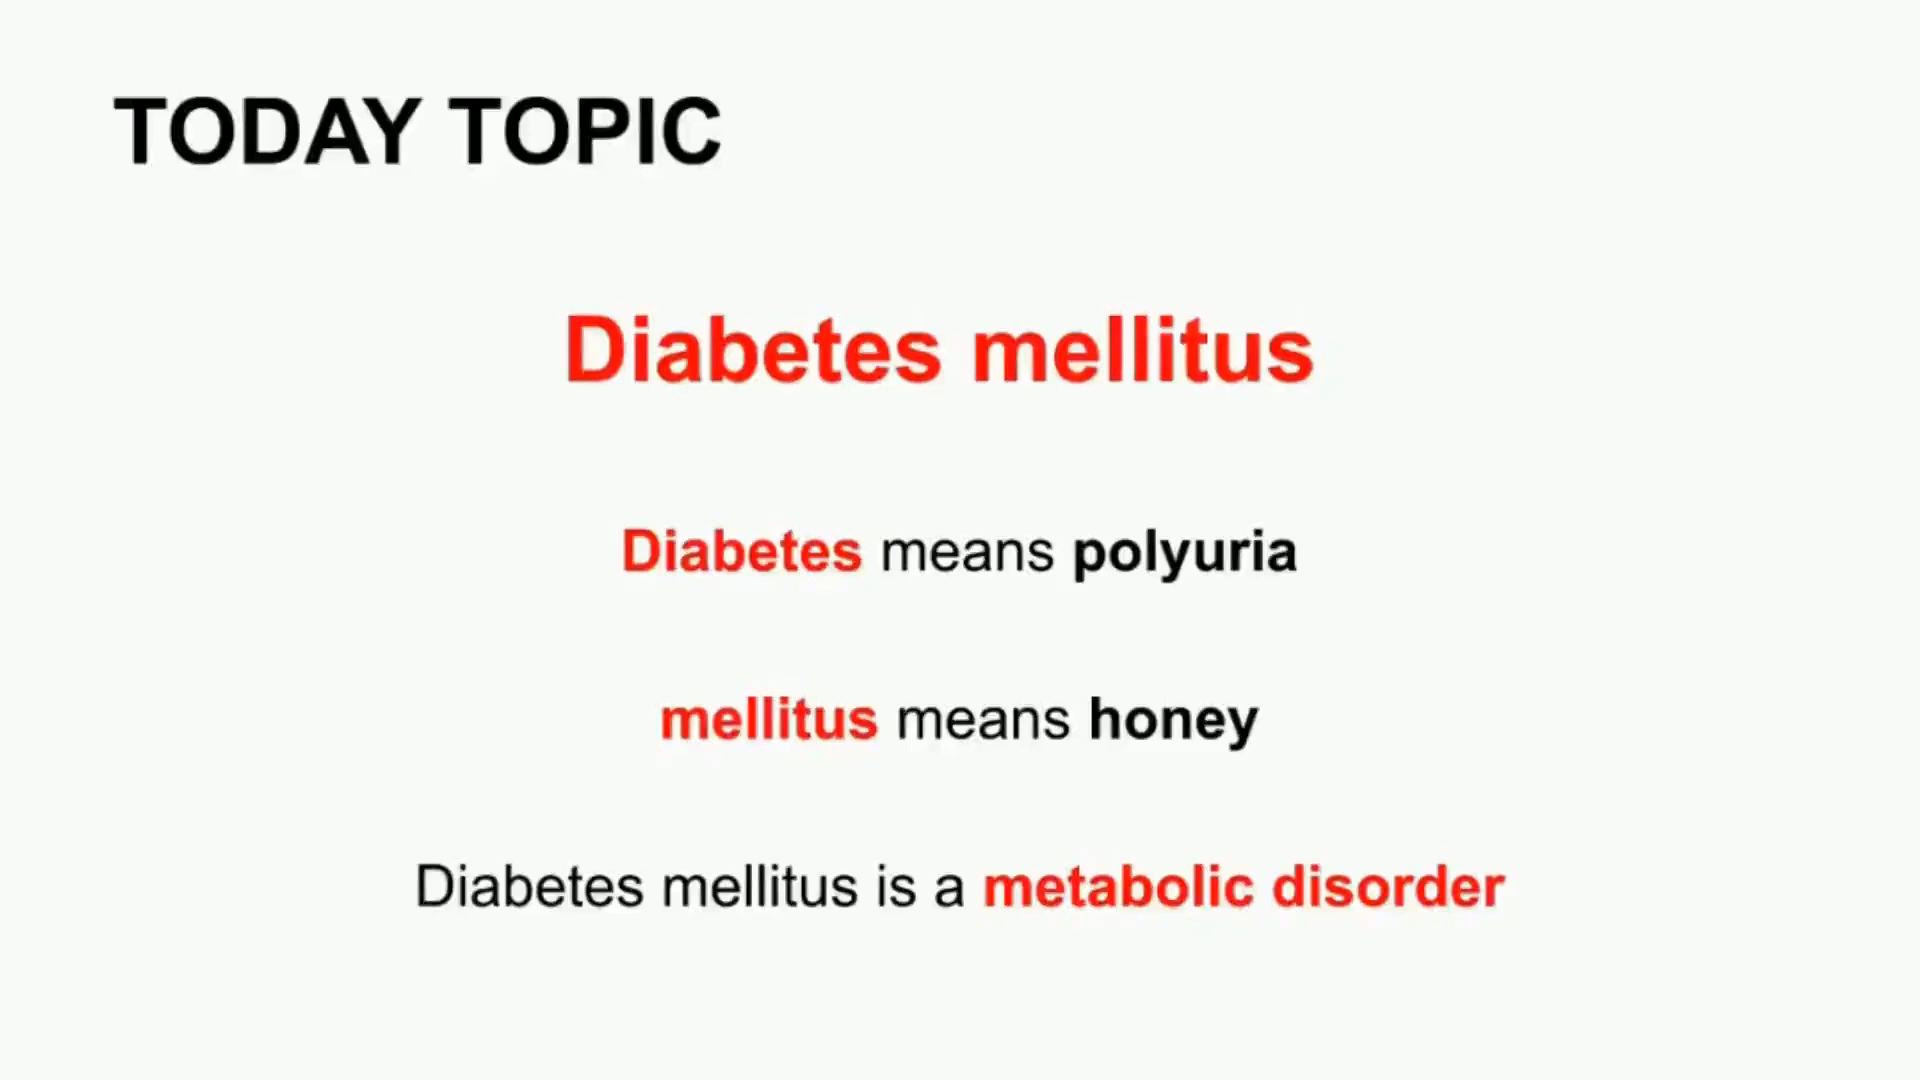 TODAY TOPIC
Diabetes mellitus
Diabetes means polyuria
mellitus means honey
Diabetes mellitus is a metabolic disorder